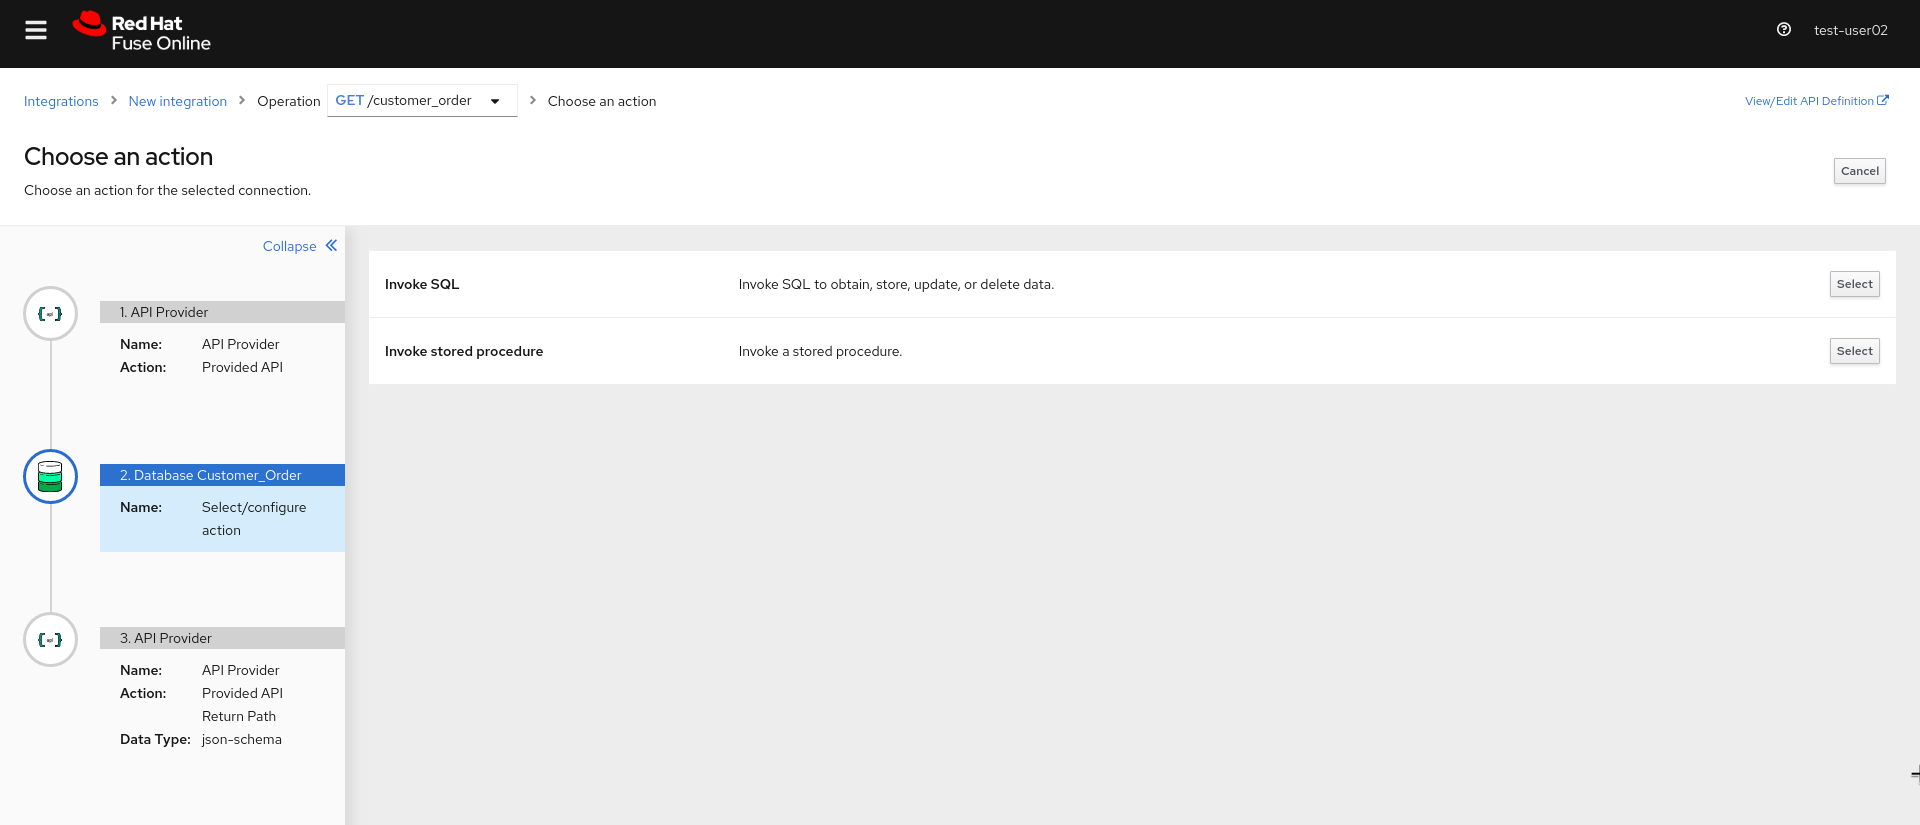 Red Hat
Fuse Online
test-user02
Integrations > New integration > Operation GET /customer_order > Choose an action
View/Edit API Definition
Choose an action
Cancel
Choose an action for the selected connection.
Collapse
Invoke SQL Invoke SQL to obtain, store, update, or delete data. Select
Invoke stored procedure Invoke a stored procedure. Select
api
1. API Provider
Name: API Provider
Action: Provided API
2. Database Customer_Order
Name: Select/configure
action
api
3. API Provider
Name: API Provider
Action: Provided API
Return Path
Data Type: json-schema